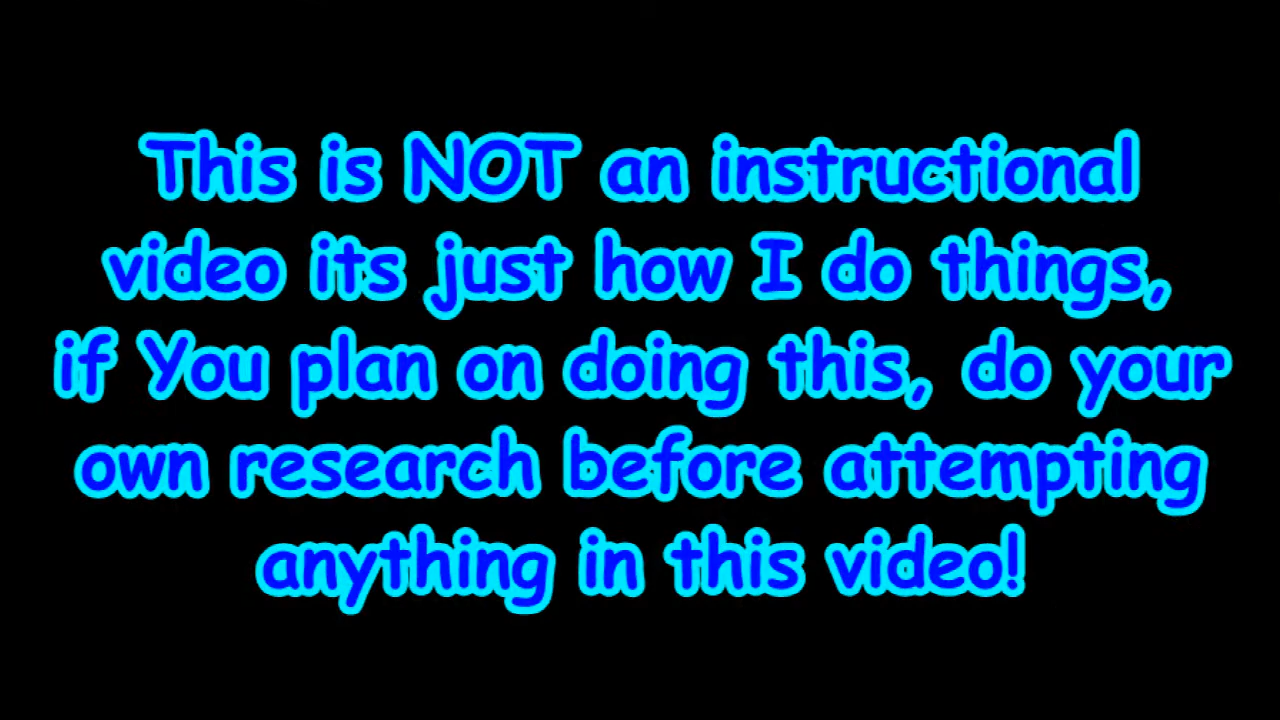 This is NOT an instructional
video its just how I do things,
if You plan on doing this, do your
own research before attempting
anything in this video!